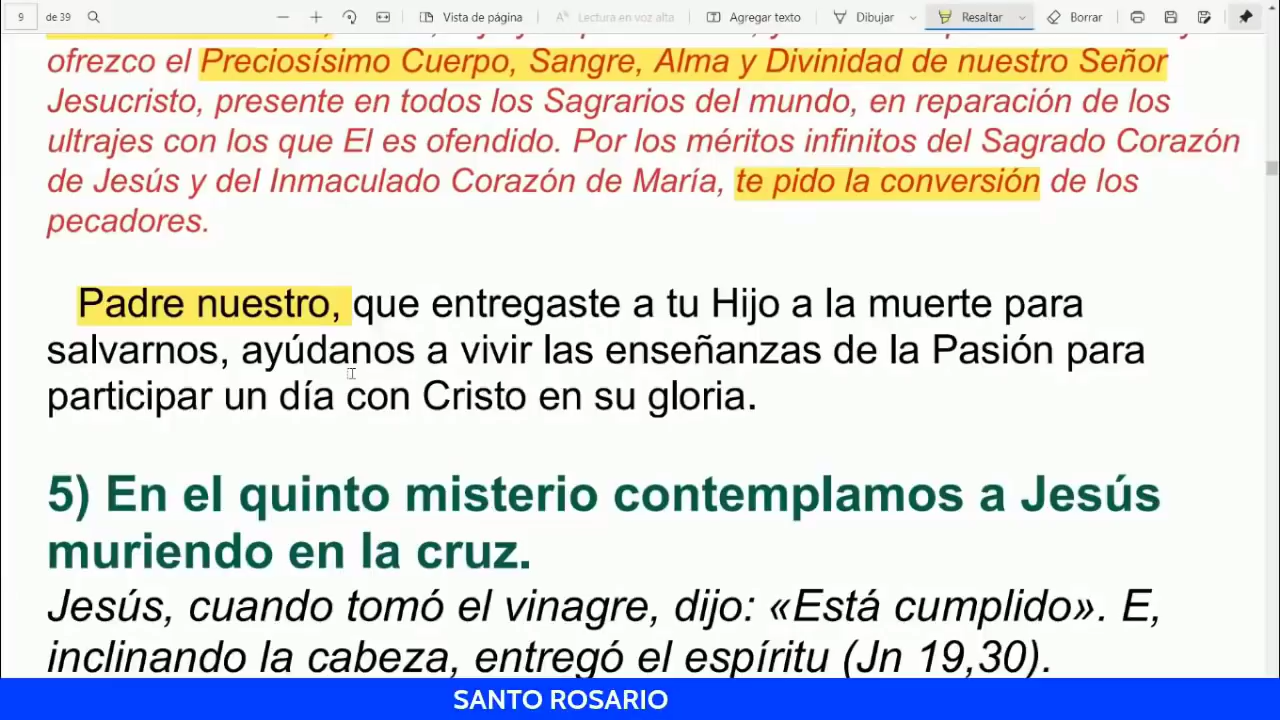 9 de 39 Vista de página Lectura en voz alta Agregar texto Dibujar Resaltar Borrar
ofrezco el Preciosísimo Cuerpo, Sangre, Alma y Divinidad de nuestro Señor
Jesucristo, presente en todos los Sagrarios del mundo, en reparación de los
ultrajes con los que El es ofendido. Por los méritos infinitos del Sagrado Corazón
de Jesús y del Inmaculado Corazón de María, te pido la conversión de los
pecadores.
Padre nuestro, que entregaste a tu Hijo a la muerte para
salvarnos, ayúdanos a vivir las enseñanzas de la Pasión para
participar un día con Cristo en su gloria.
5) En el quinto misterio contemplamos a Jesús
muriendo en la cruz.
Jesús, cuando tomó el vinagre, dijo: «Está cumplido». E,
inclinando la cabeza, entregó el espíritu (Jn 19,30).
SANTO ROSARIO